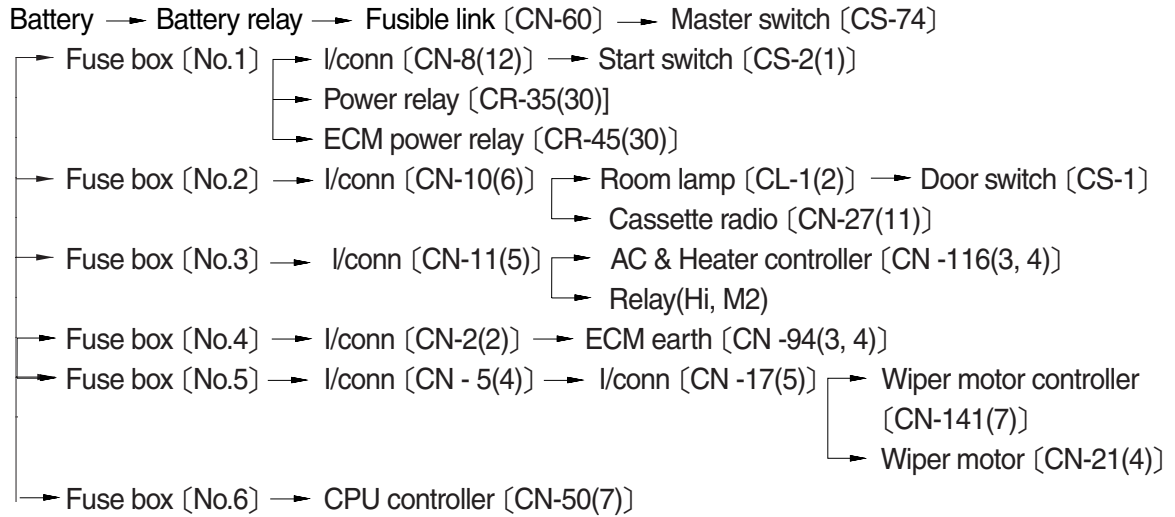 Battery → Battery relay → Fusible link〔CN-60〕 → Master switch〔CS-74〕
→ Fuse box〔No.1〕 → I/conn〔CN-8(12)〕 → Start switch〔CS-2(1)〕
→ Power relay〔CR-35(30)]
→ ECM power relay〔CR-45(30)〕
→ Fuse box〔No.2〕 → I/conn〔CN-10(6)〕 → Room lamp〔CL-1(2)〕 → Door switch〔CS-1〕
→ Cassette radio〔CN-27(11)〕
→ Fuse box〔No.3〕 → I/conn〔CN-11(5)〕 → AC & Heater controller〔CN -116(3, 4)〕
→ Relay(Hi, M2)
→ Fuse box〔No.4〕 → I/conn〔CN-2(2)〕 → ECM earth〔CN -94(3, 4)〕
→ Fuse box〔No.5〕 → I/conn〔CN - 5(4)〕 → I/conn〔CN -17(5)〕 → Wiper motor controller
〔CN-141(7)〕
→ Wiper motor〔CN-21(4)〕
→ Fuse box〔No.6〕 → CPU controller〔CN-50(7)〕